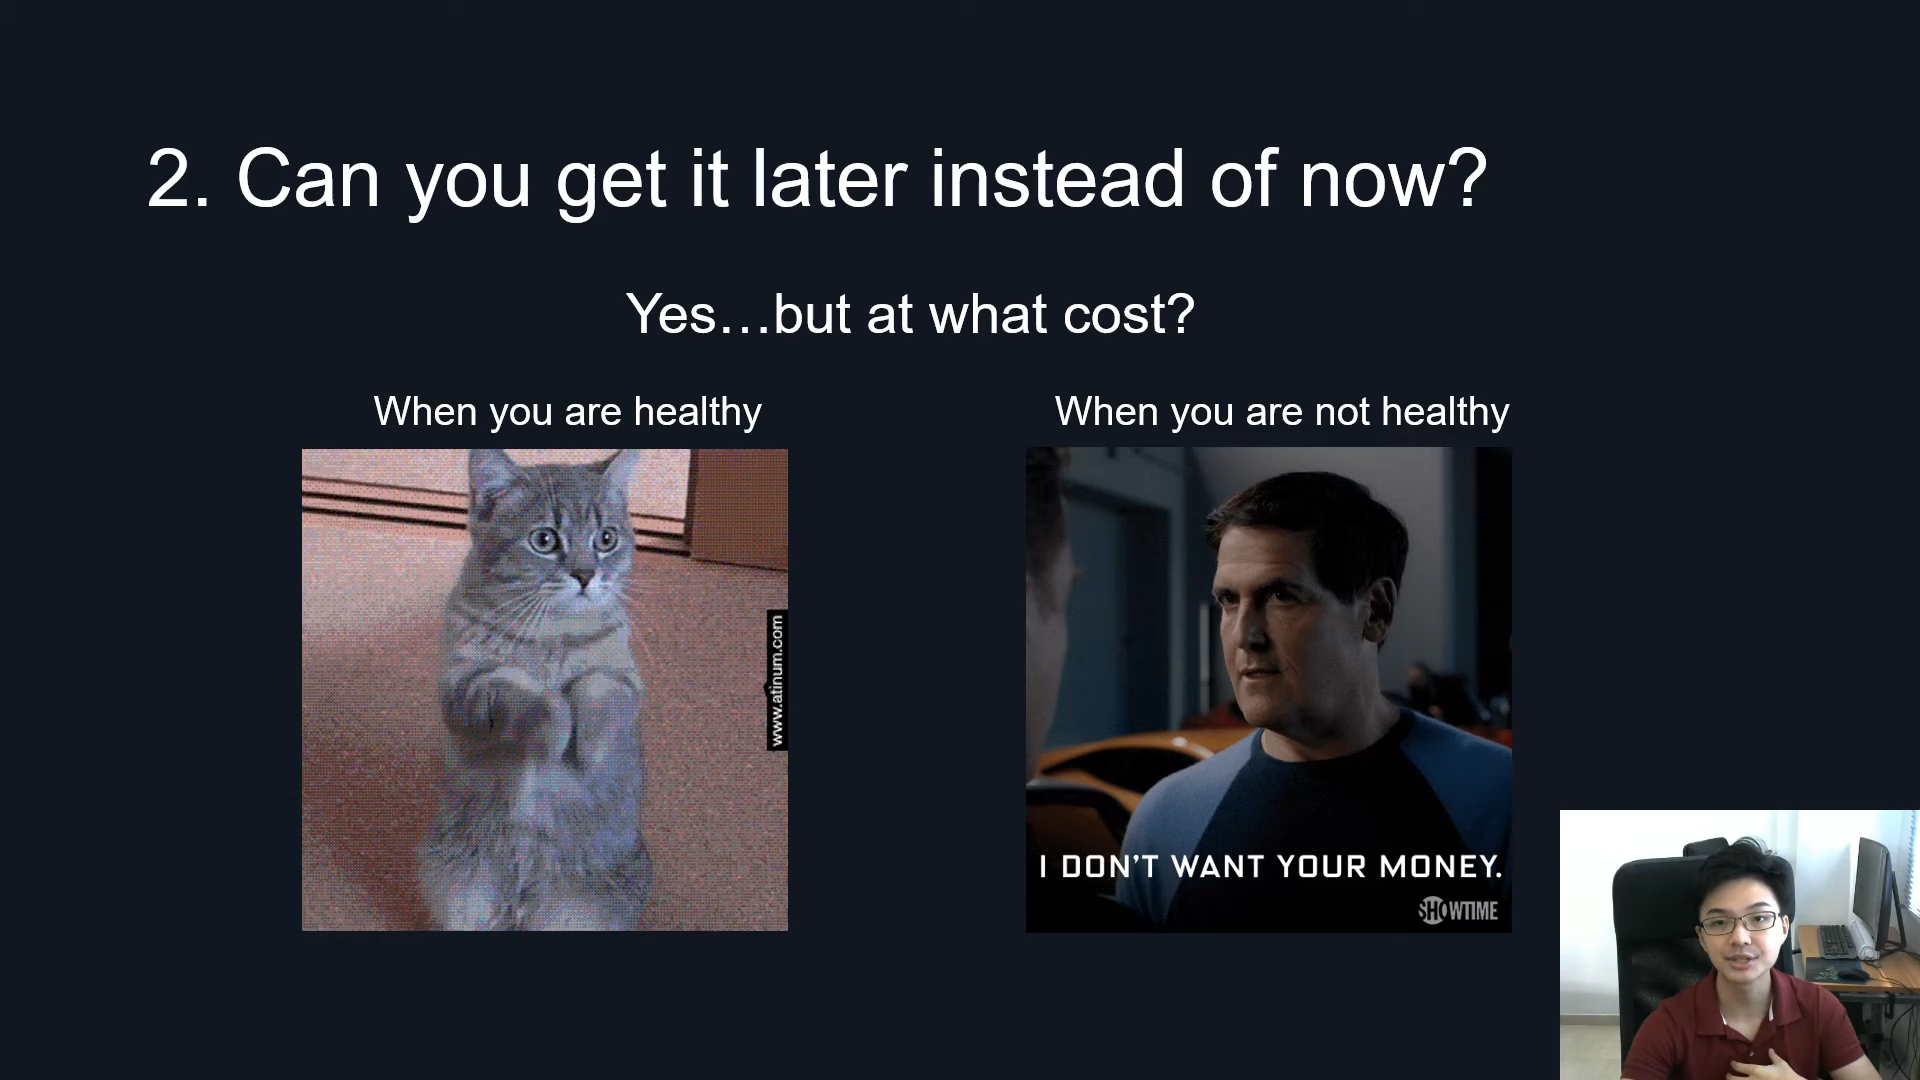 2. Can you get it later instead of now?
Yes…but at what cost?
When you are healthy
When you are not healthy
www.atinum.com
I DON'T WANT YOUR MONEY.
SHOWTIME